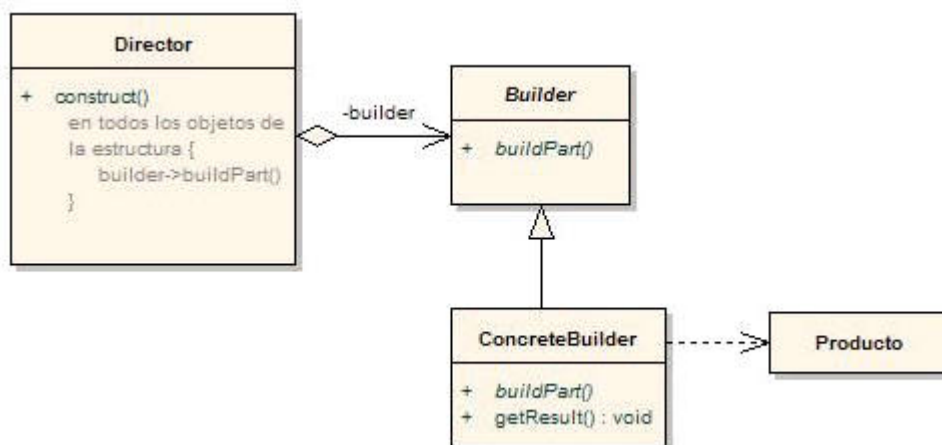 Director
+ construct()
en todos los objetos de
la estructura {
builder->buildPart()
}
-builder
Builder
+ buildPart()
ConcreteBuilder
+ buildPart()
+ getResult() : void
Producto